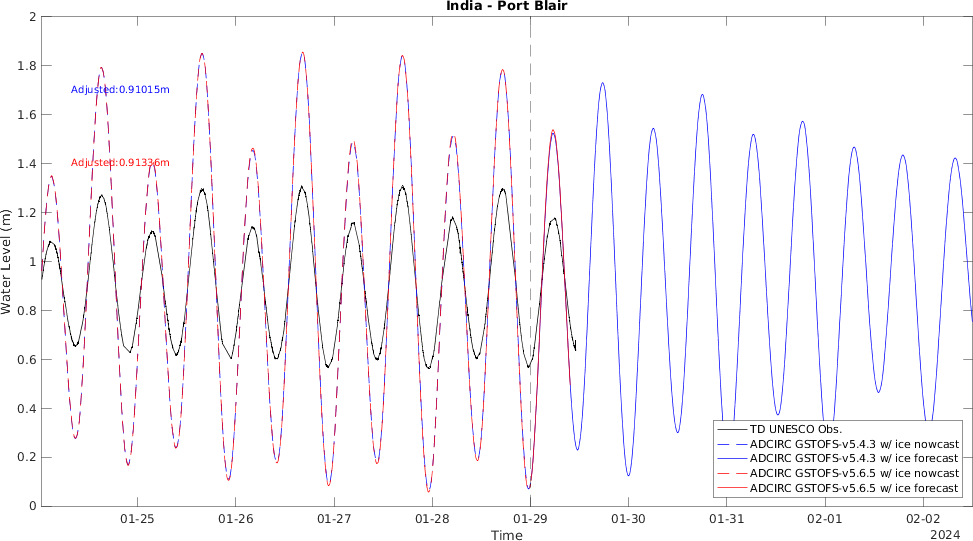 India - Port Blair
2
1.8
1.6
1.4
1.2
1
0.8
0.6
0.4
0.2
0
Water Level (m)
Adjusted:0.91015m
Adjusted:0.91336m
TD UNESCO Obs.
ADCIRC GSTOFS-v5.4.3 w/ ice nowcast
ADCIRC GSTOFS-v5.4.3 w/ ice forecast
ADCIRC GSTOFS-v5.6.5 w/ ice nowcast
ADCIRC GSTOFS-v5.6.5 w/ ice forecast
01-25 01-26 01-27 01-28 01-29 01-30 01-31 02-01 02-02
Time
2024